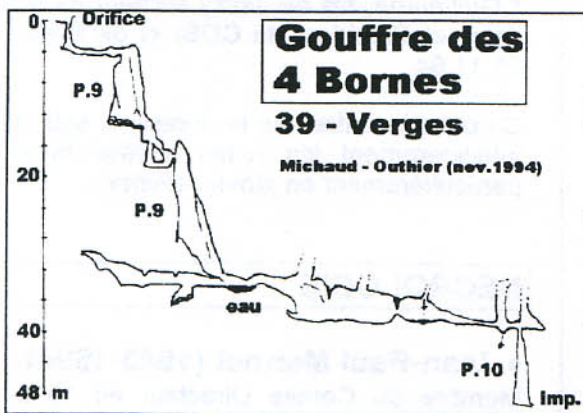 m 0
Orifice
Gouffre des
4 Bornes
39 - Verges
Michaud - Outhier (nov.1994)
P.9
20
P.9
eau
40
P.10
48 m
imp.